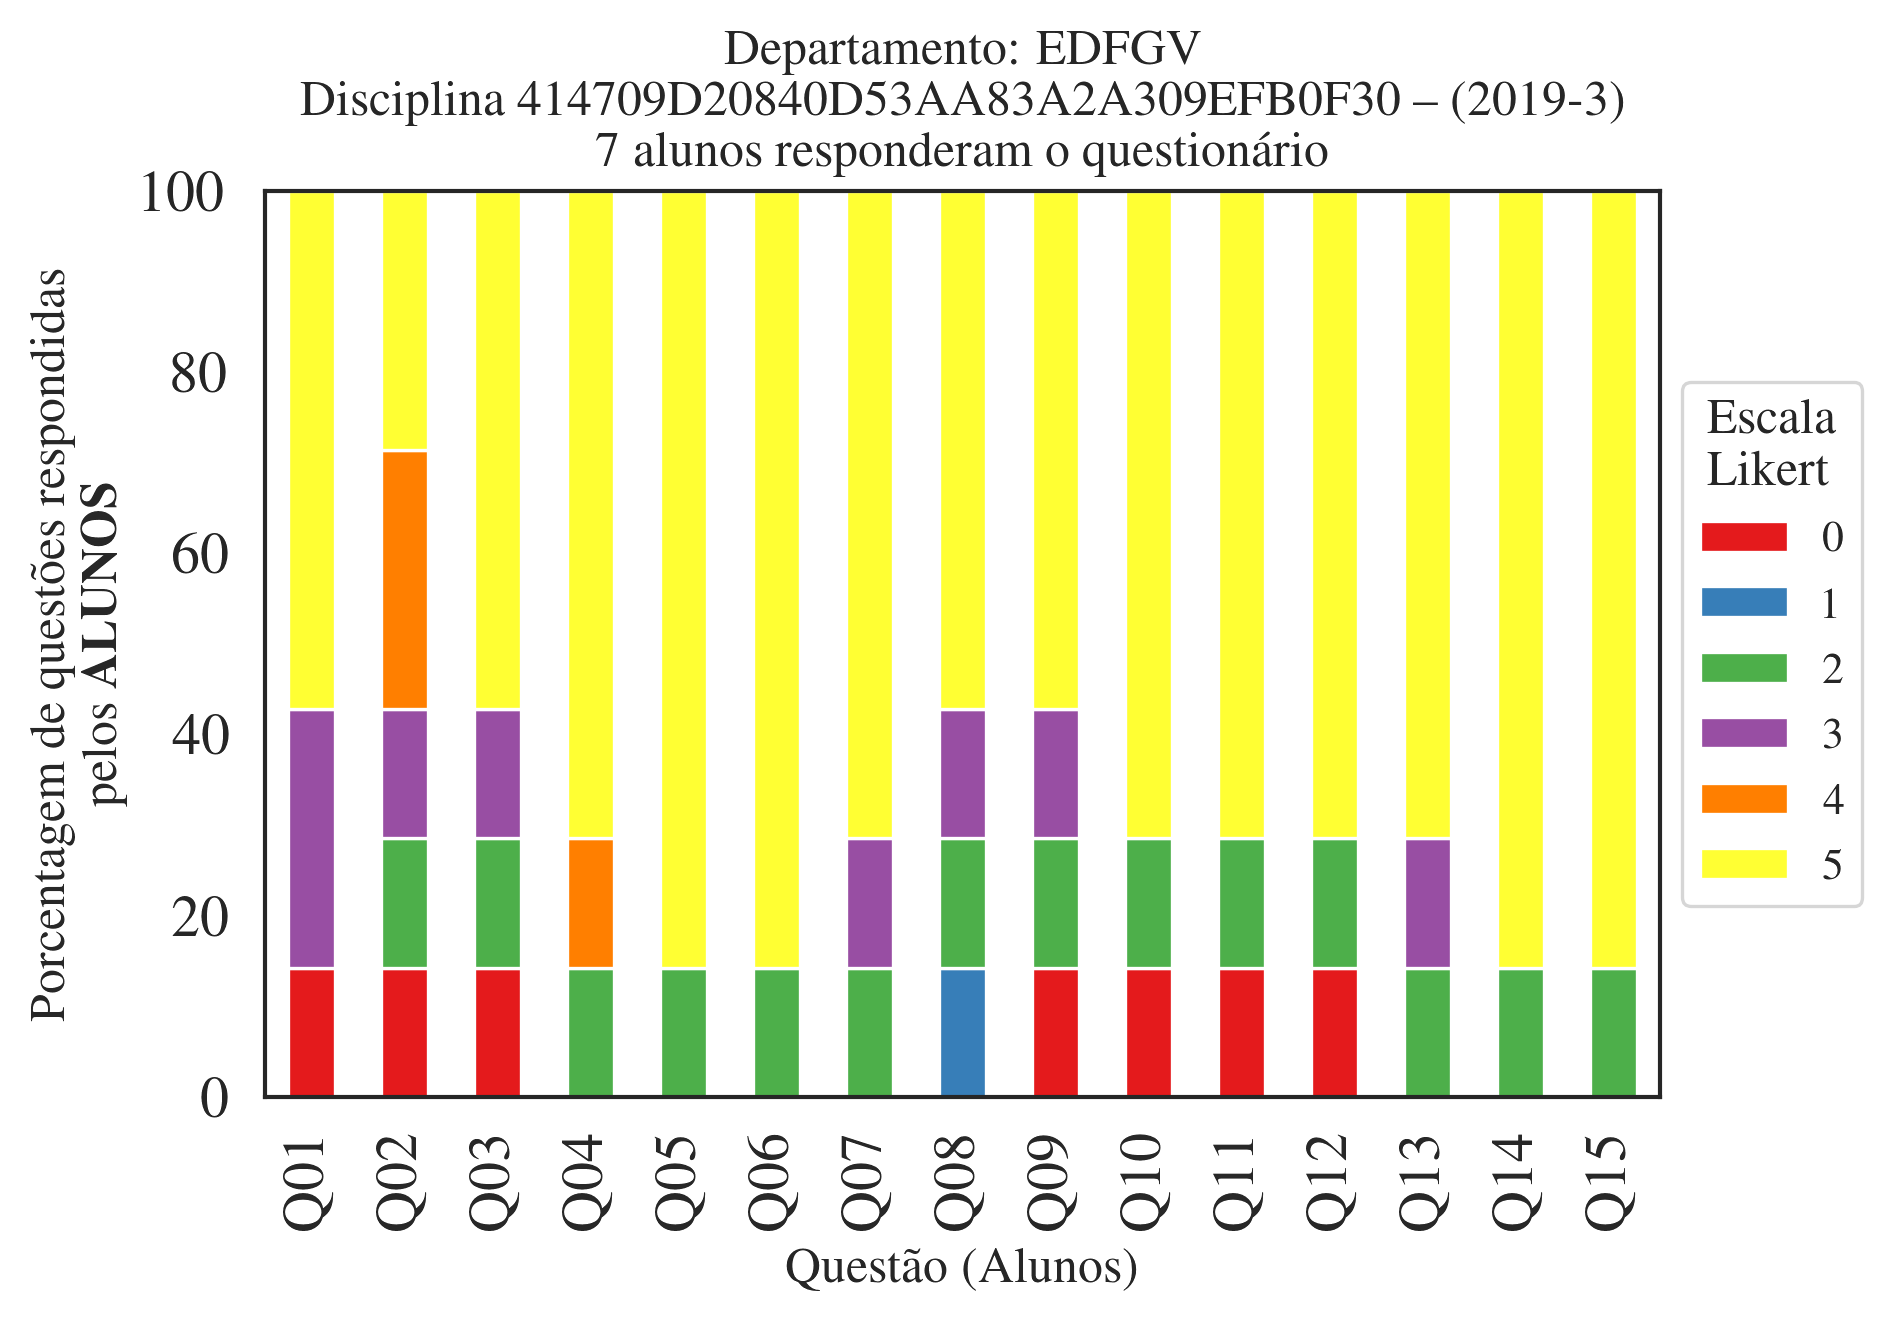 Departamento: EDFGV
Disciplina 414709D20840D53AA83A2A309EFB0F30 – (2019-3)
7 alunos responderam o questionário
Porcentagem de questões respondidas
pelos ALUNOS
100
80
60
40
20
0
Q01
Q02
Q03
Q04
Q05
Q06
Q07
Q08
Q09
Q10
Q11
Q12
Q13
Q14
Q15
Questão (Alunos)
Escala
Likert
0
1
2
3
4
5